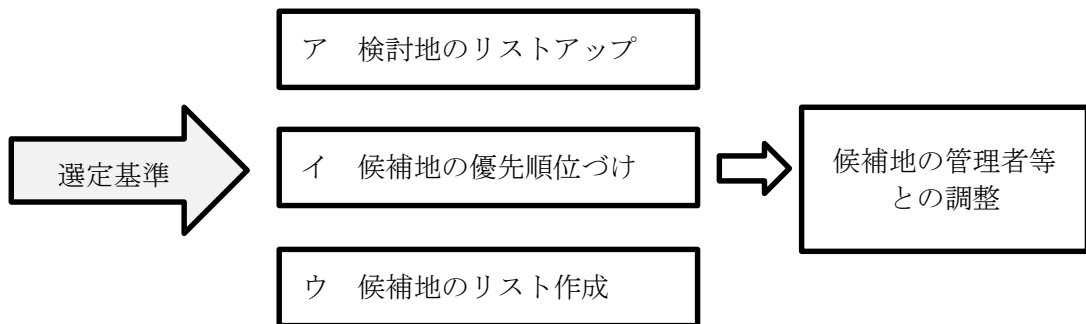 ア　検討地のリストアップ
選定基準
イ　候補地の優先順位づけ
候補地の管理者等
との調整
ウ　候補地のリスト作成